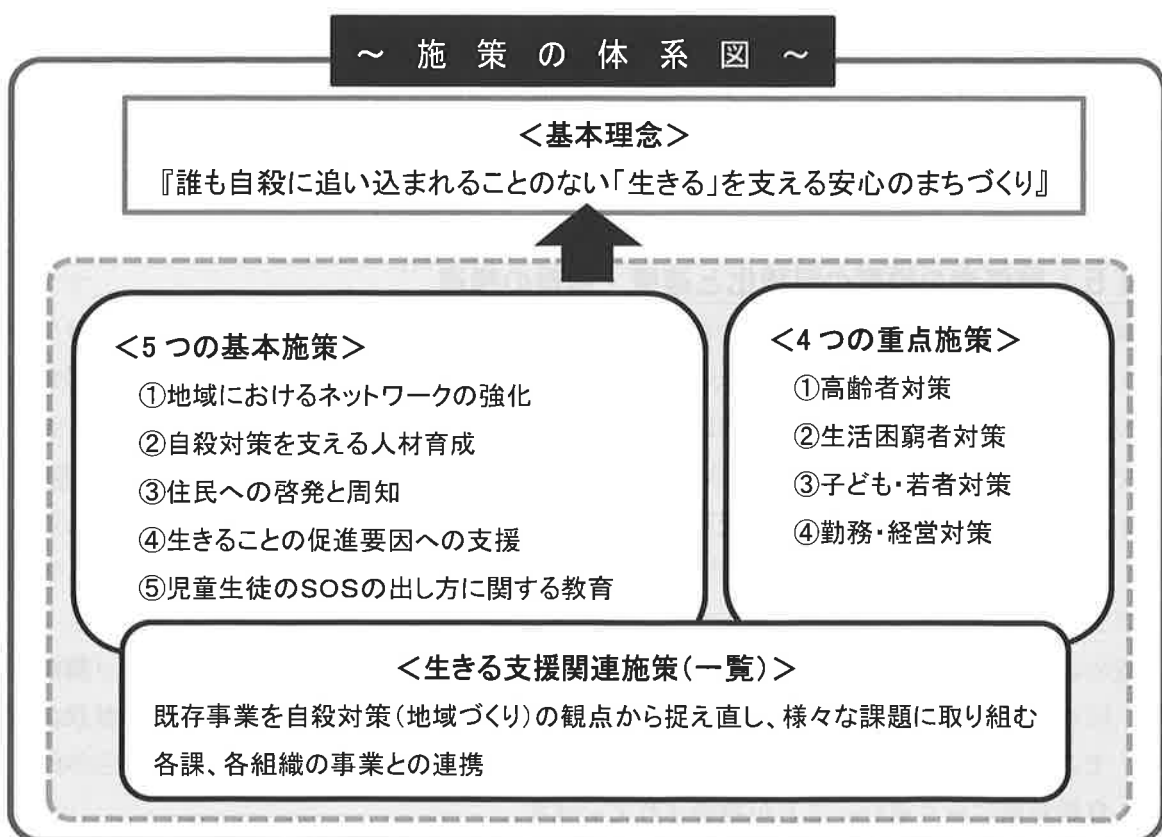 ～施策の体系図～
＜基本理念＞
『誰も自殺に追い込まれることのない「生きる」を支える安心のまちづくり』
＜5つの基本施策＞
①地域におけるネットワークの強化
②自殺対策を支える人材育成
③住民への啓発と周知
④生きることの促進要因への支援
⑤児童生徒のSOSの出し方に関する教育
＜4つの重点施策＞
①高齢者対策
②生活困窮者対策
③子ども・若者対策
④勤務・経営対策
＜生きる支援関連施策(一覧)＞
既存事業を自殺対策(地域づくり)の観点から捉え直し、様々な課題に取り組む
各課、各組織の事業との連携